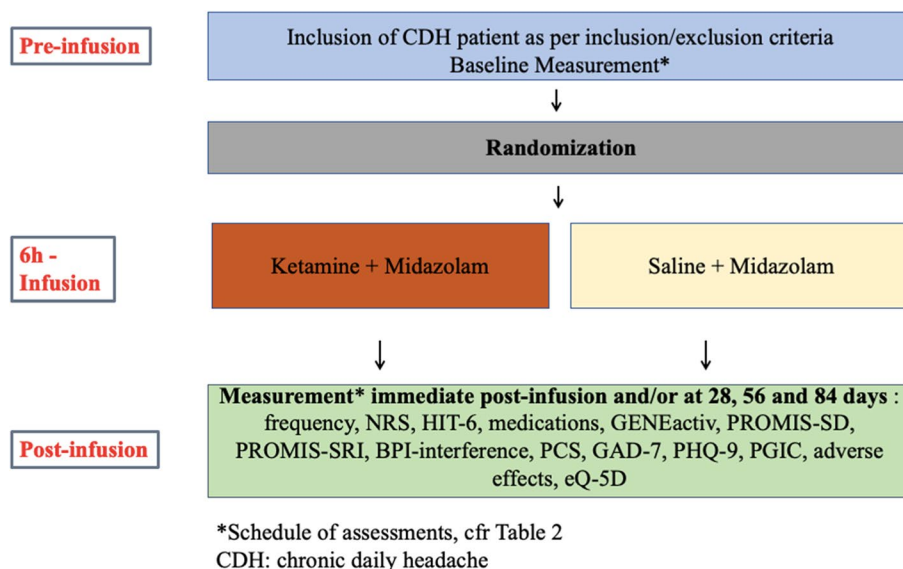 Pre-infusion
Inclusion of CDH patient as per inclusion/exclusion criteria
Baseline Measurement*
Randomization
6h -
Infusion
Ketamine + Midazolam
Saline + Midazolam
Post-infusion
Measurement* immediate post-infusion and/or at 28, 56 and 84 days :
frequency, NRS, HIT-6, medications, GENEactiv, PROMIS-SD,
PROMIS-SRI, BPI-interference, PCS, GAD-7, PHQ-9, PGIC, adverse
effects, eQ-5D
*Schedule of assessments, cfr Table 2
CDH: chronic daily headache